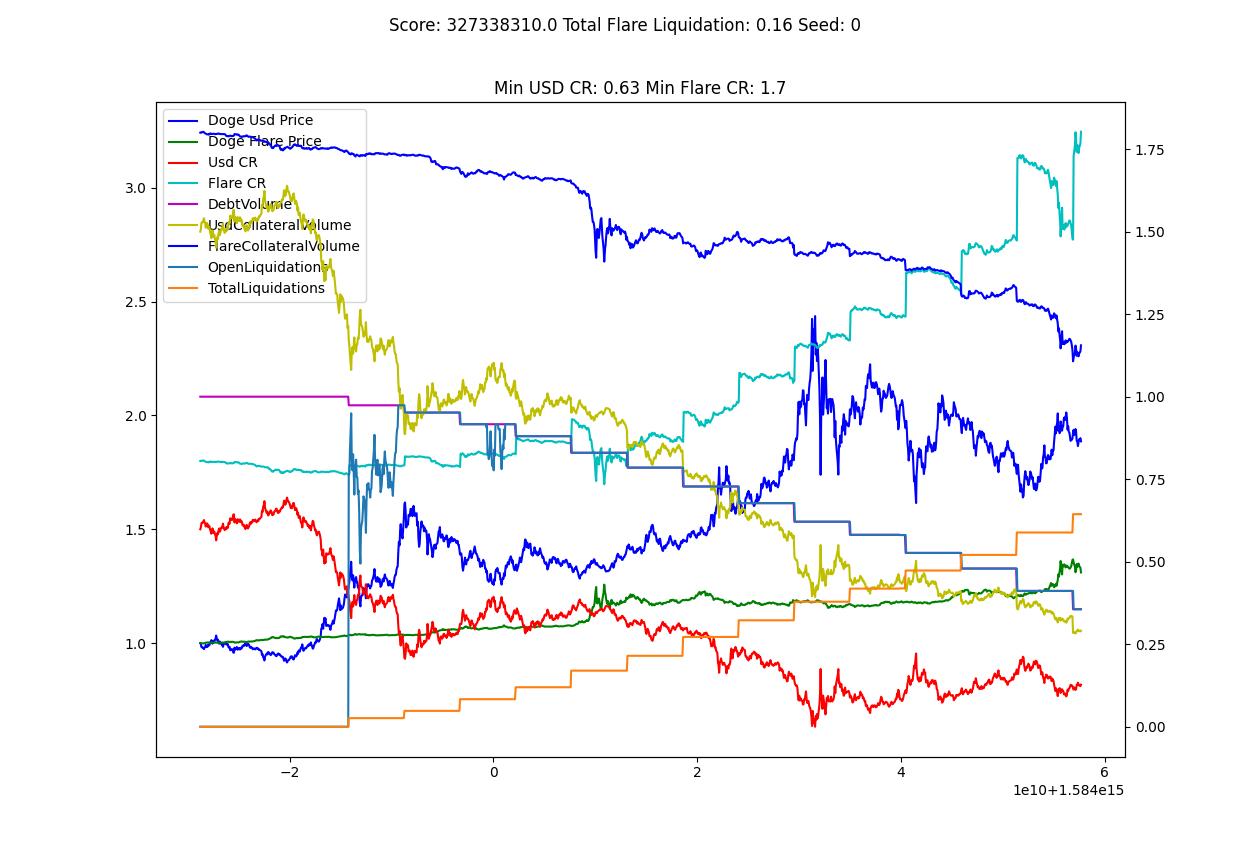 Score: 327338310.0 Total Flare Liquidation: 0.16 Seed: 0
Min USD CR: 0.63 Min Flare CR: 1.7
Doge Usd Price
Doge Flare Price
Usd CR
Flare CR
DebtVolume
UsdCollateralVolume
FlareCollateralVolume
OpenLiquidations
TotalLiquidations
3.0
2.5
2.0
1.5
1.0
1.75
1.50
1.25
1.00
0.75
0.50
0.25
0.00
−2 0 2 4 6
1e10+1.584e15